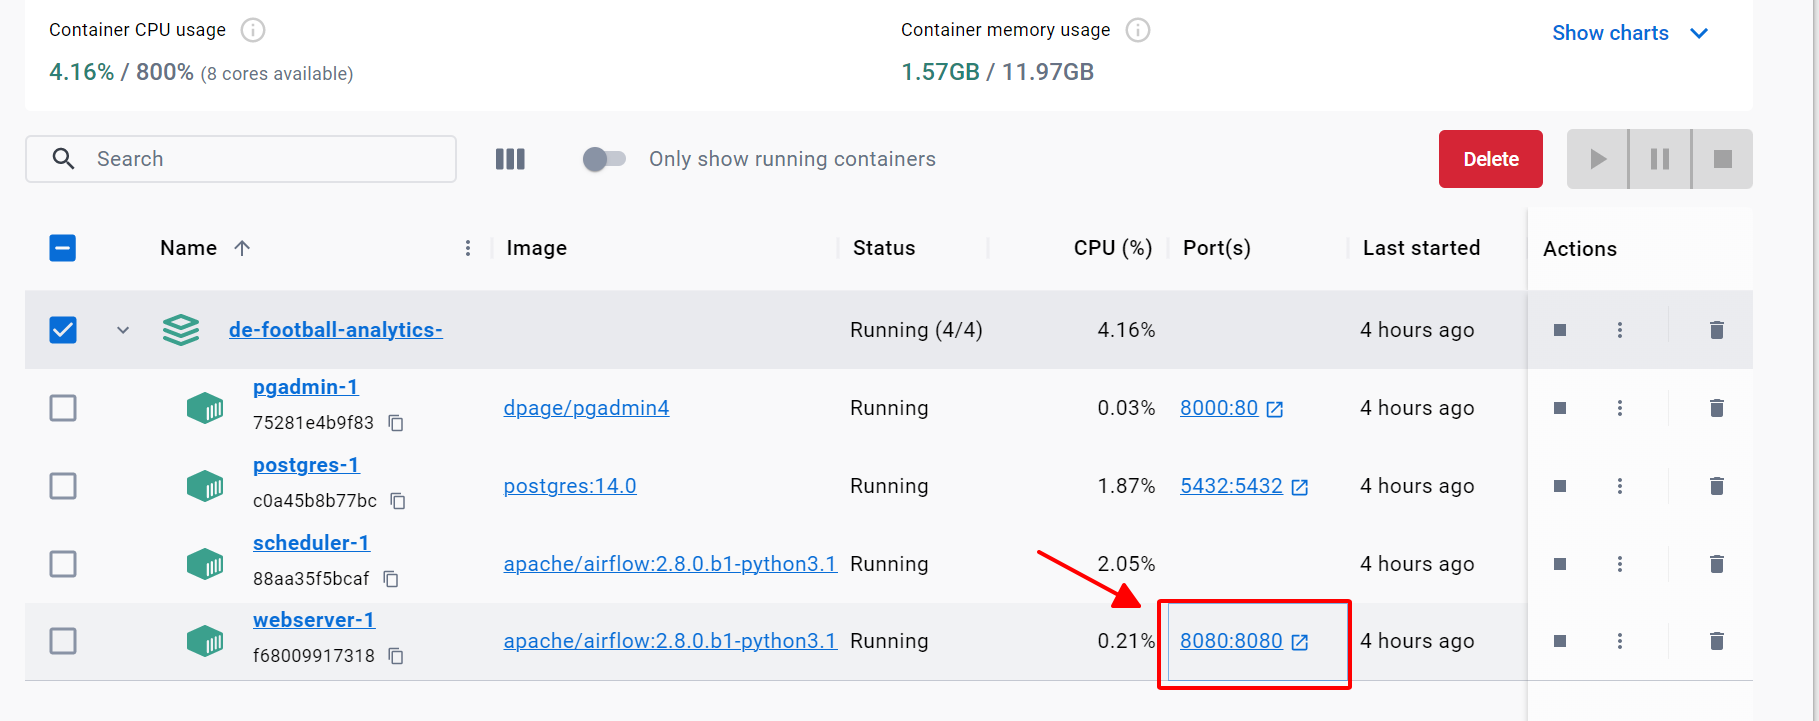 Container CPU usage
4.16% / 800% (8 cores available)
Container memory usage
1.57GB / 11.97GB
Show charts
Search
Only show running containers
Delete
Name Image Status CPU (%) Port(s) Last started Actions
de-football-analytics- Running (4/4) 4.16% 4 hours ago
pgadmin-1
75281e4b9f83
dpage/pgadmin4 Running 0.03% 8000:80 4 hours ago
postgres-1
c0a45b8b77bc
postgres:14.0 Running 1.87% 5432:5432 4 hours ago
scheduler-1
88aa35f5bcaf
apache/airflow:2.8.0.b1-python3.1 Running 2.05% 4 hours ago
webserver-1
f68009917318
apache/airflow:2.8.0.b1-python3.1 Running 0.21% 8080:8080 4 hours ago